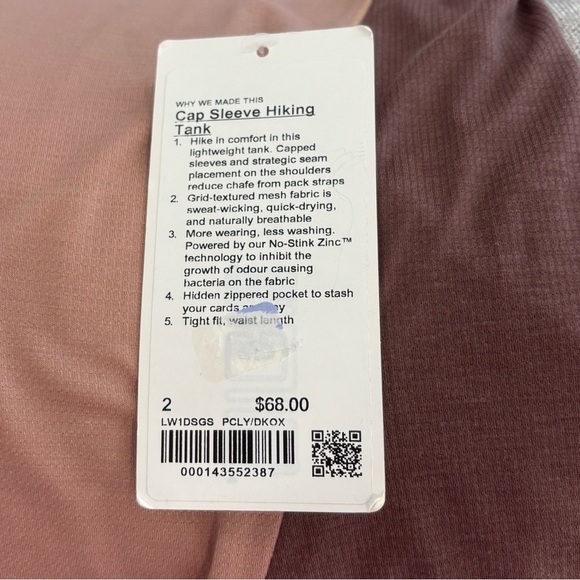 WHY WE MADE THIS
Cap Sleeve Hiking
Tank
1. Hike in comfort in this
lightweight tank. Capped
sleeves and strategic seam
placement on the shoulders
reduce chafe from pack straps
2. Grid-textured mesh fabric is
sweat-wicking, quick-drying,
and naturally breathable
3. More wearing, less washing.
Powered by our No-Stink Zinc™
technology to inhibit the
growth of odour causing
bacteria on the fabric
4. Hidden zippered pocket to stash
your cards
5. Tight fit, waist length
2 $68.00
LW1DSGS PCLY/DKOX
000143552387